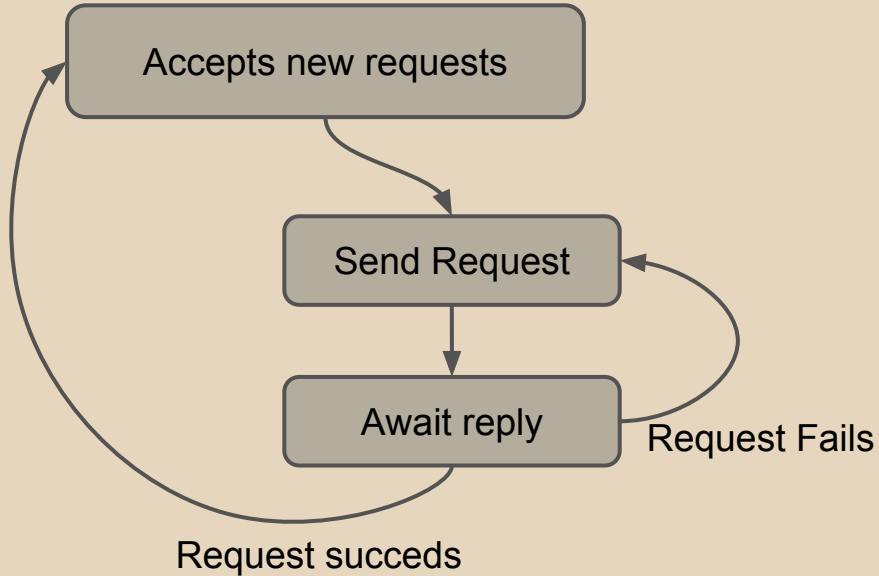 Accepts new requests
Send Request
Await reply
Request Fails
Request succeds